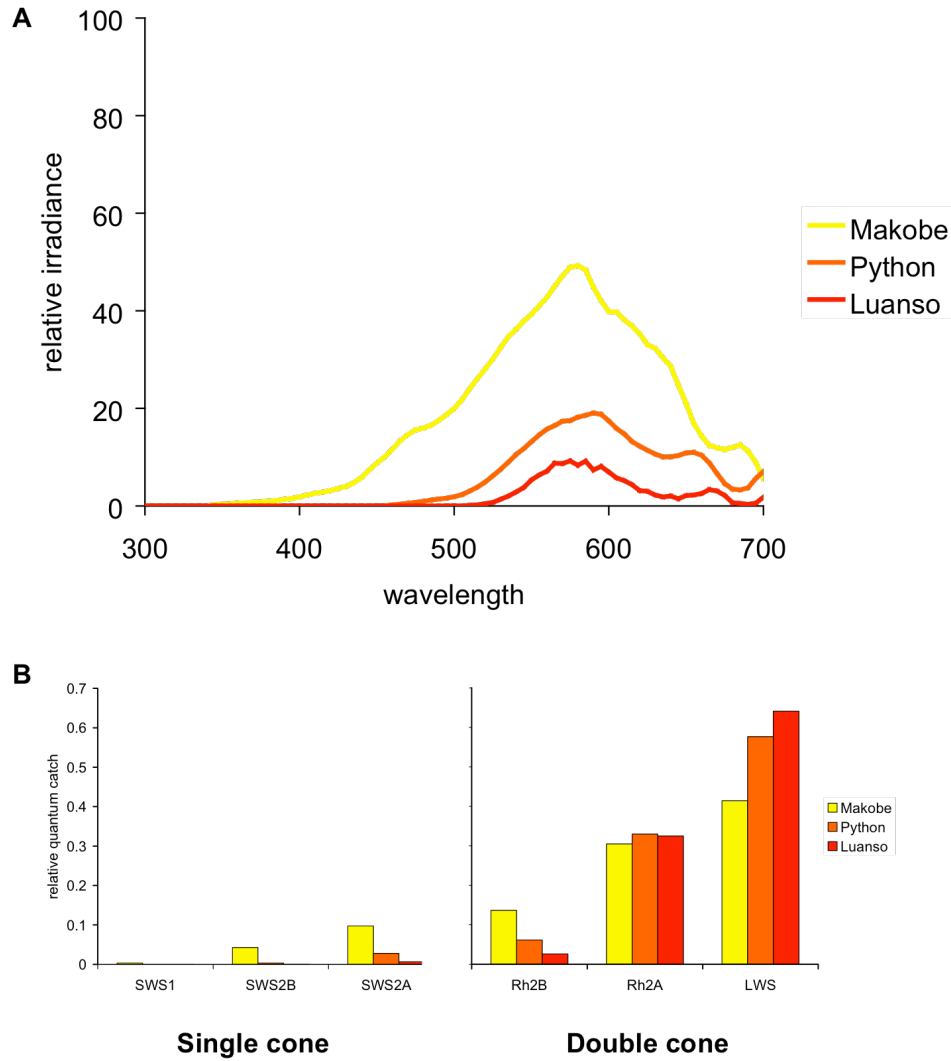 A
100
80
60
40
20
0
relative irradiance
300 400 500 600 700
wavelength
Makobe
Python
Luanso
B
0.7
0.6
0.5
0.4
0.3
0.2
0.1
0
relative quantum catch
SWS1 SWS2B SWS2A
Rh2B Rh2A LWS
Makobe
Python
Luanso
Single cone
Double cone